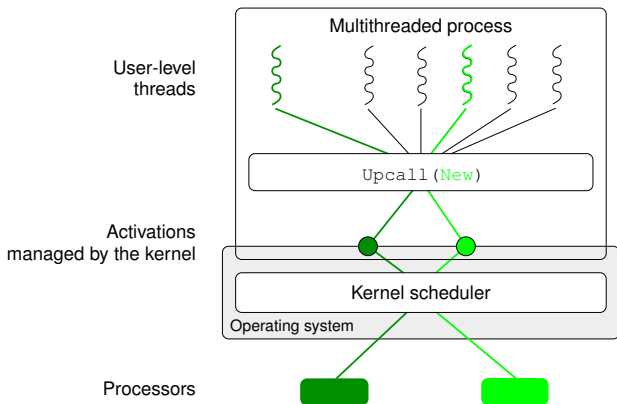 Multithreaded process
User-level
threads
Upcall(New)
Activations
managed by the kernel
Kernel scheduler
Operating system
Processors